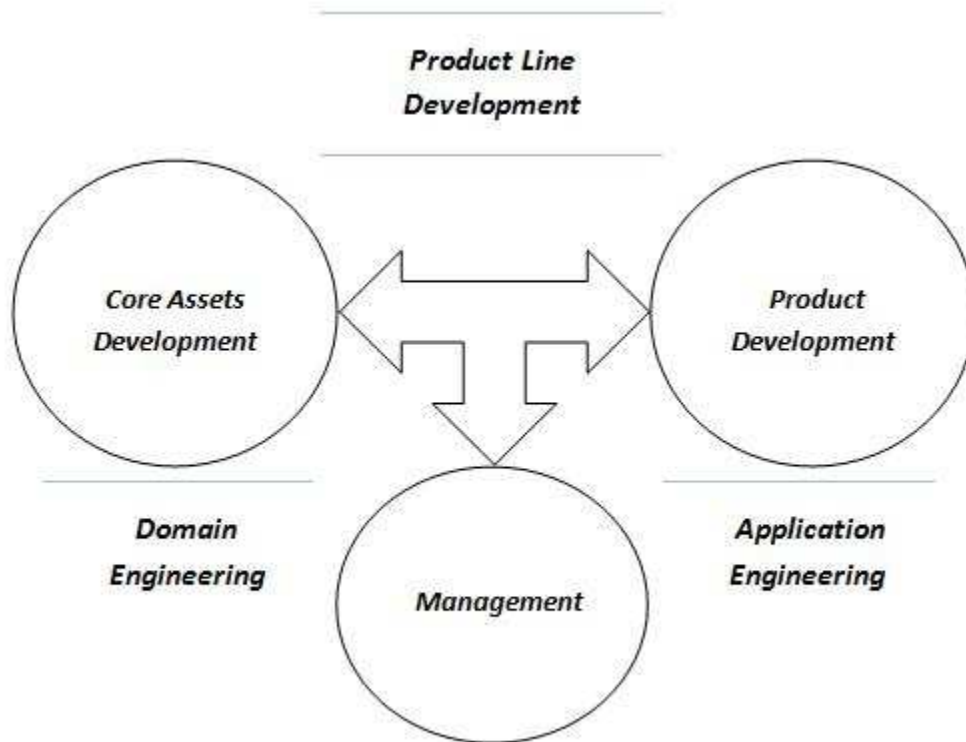 Product Line
Development
Core Assets
Development
Product
Development
Domain
Engineering
Application
Engineering
Management